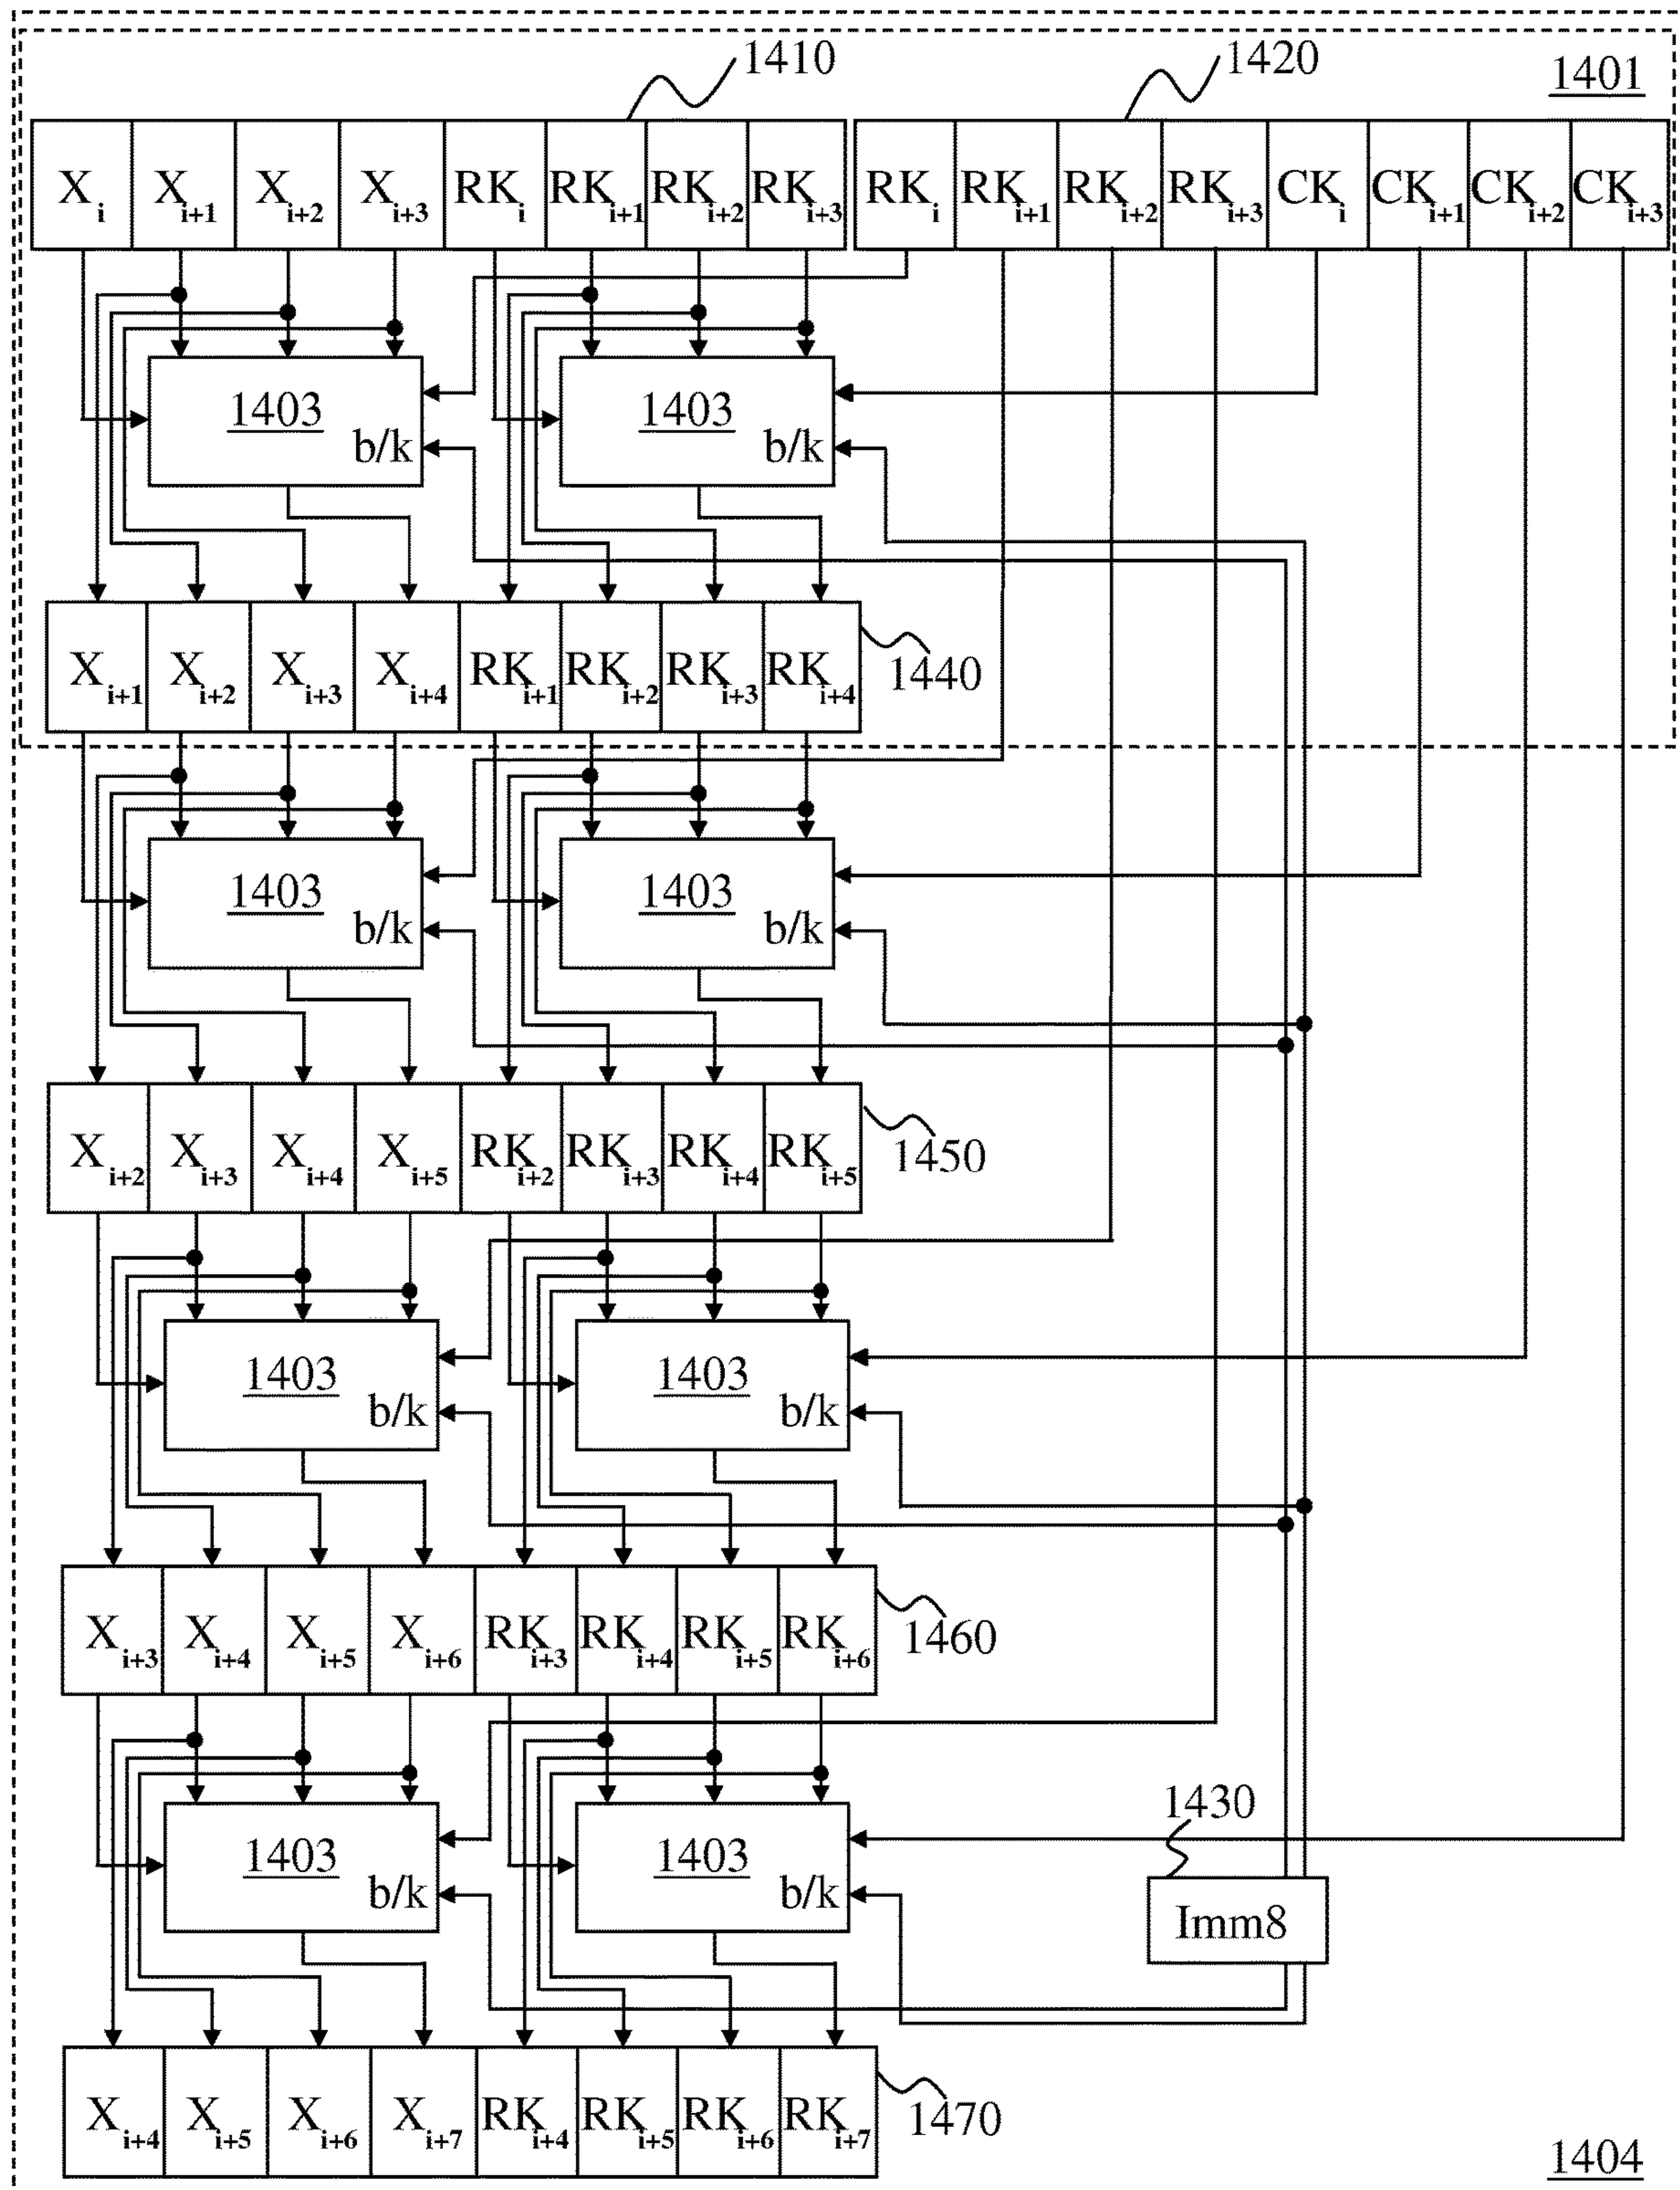 1410 1420 1401
X i X i+1 X i+2 X i+3 RK i RK i+1 RK i+2 RK i+3 RK i RK i+1 RK i+2 RK i+3 CK i CK i+1 CK i+2 CK i+3
1403 1403
b/k b/k
X i+1 X i+2 X i+3 X i+4 RK i+1 RK i+2 RK i+3 RK i+4
1440
1403 1403
b/k b/k
X i+2 X i+3 X i+4 X i+5 RK i+2 RK i+3 RK i+4 RK i+5
1450
1403 1403
b/k b/k
X i+3 X i+4 X i+5 X i+6 RK i+3 RK i+4 RK i+5 RK i+6
1460
1430
1403 1403
b/k b/k
Imm8
X i+4 X i+5 X i+6 X i+7 RK i+4 RK i+5 RK i+6 RK i+7
1470
1404